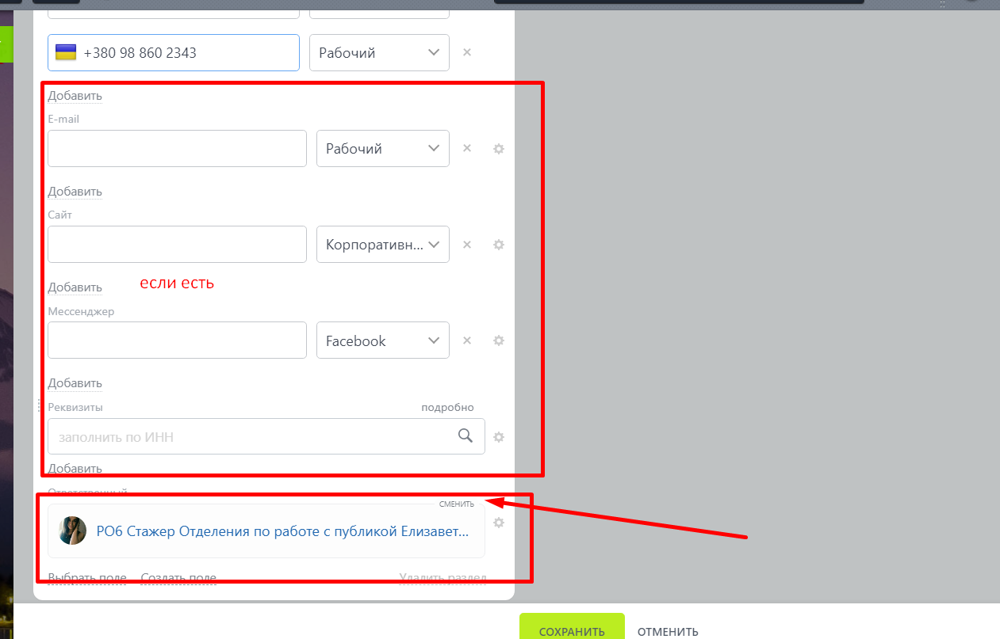 +380 98 860 2343 Рабочий
Добавить
E-mail
Рабочий
Добавить
Сайт
Корпоративн...
Добавить
если есть
Мессенджер
Facebook
Добавить
Реквизиты подробно
заполнить по ИНН
Добавить
Ответственный
СМЕНИТЬ
РО6 Стажер Отделения по работе с публикой Елизавет...
Выбрать поле Создать поле Удалить раздел
СОХРАНИТЬ ОТМЕНИТЬ